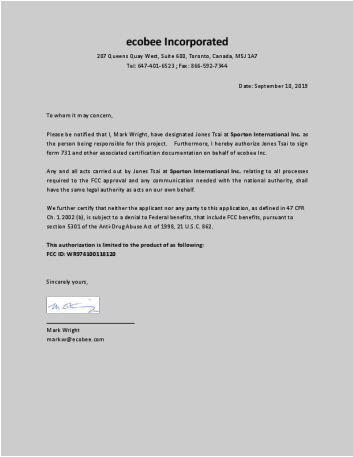 ecobee Incorporated
207 Queens Quay West, Suite 600, Toronto, Canada, M5J 1A7
Tel: 647-401-6523 ; Fax: 866-592-7344
Date: September 10, 2019
To whom it may concern,
Please be notified that I, Mark Wright, have designated Jones Tsai at Sporton International Inc. as
the person being responsible for this project. Furthermore, I hereby authorize Jones Tsai to sign
form 731 and other associated certification documentation on behalf of ecobee Inc.
Any and all acts carried out by Jones Tsai at Sporton International Inc. relating to all processes
required to the FCC approval and any communication needed with the national authority, shall
have the same legal authority as acts on our own behalf.
We further certify that neither the applicant nor any party to this application, as defined in 47 CFR
Ch. 1.2002 (b), is subject to a denial to Federal benefits, that include FCC benefits, pursuant to
section 5301 of the Anti-Drug Abuse Act of 1998, 21 U.S.C. 862.
This authorization is limited to the product of as following:
FCC ID: WR974100118120
Sincerely yours,
Mark Wright
mark.w@ecobee.com